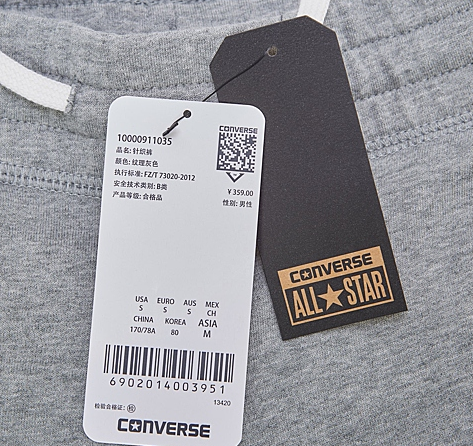 CONVERSE
10000911035
品名: 针织裤
颜色: 纹理灰色
执行标准: FZ/T 73020-2012
安全技术类别: B类
产品等级: 合格品
¥359.00
性别: 男性
USA EURO AUS MEX
S S S CH
CHINA KOREA ASIA
170/78A 80 M
6902014003951
13420
检验合格证: 检
CONVERSE
CONVERSE
ALL STAR